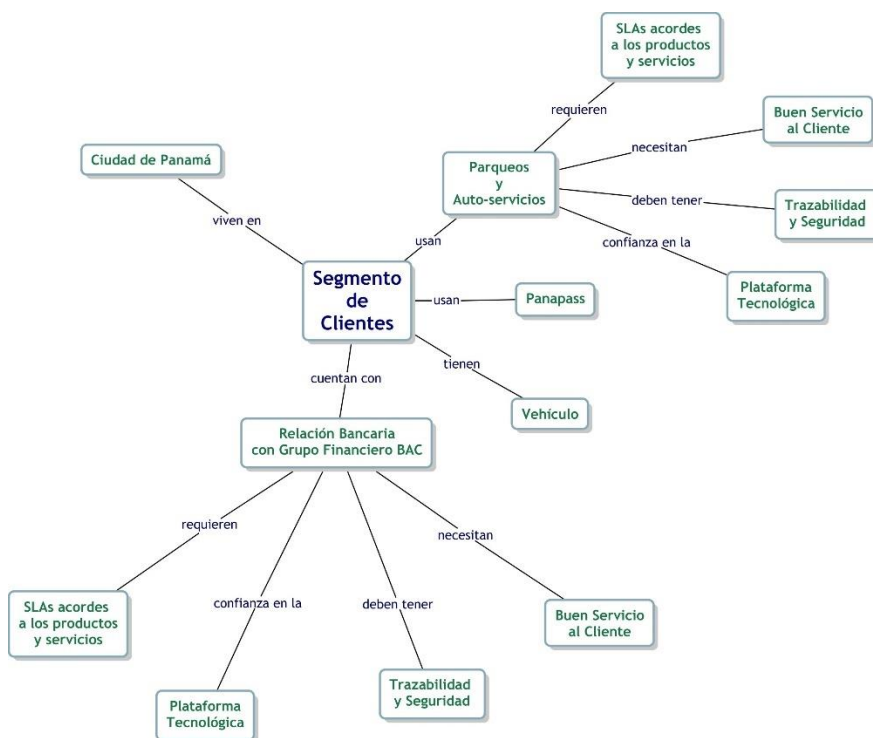 SLAs acordes
a los productos
y servicios
requieren
Buen Servicio
al Cliente
necesitan
Ciudad de Panamá
Parqueos
y
Auto-servicios
deben tener
Trazabilidad
y Seguridad
viven en
usan
confianza en la
Segmento
de
Clientes
usan
Panapass
Plataforma
Tecnológica
tienen
cuentan con
Vehículo
Relación Bancaria
con Grupo Financiero BAC
requieren
necesitan
confianza en la
deben tener
SLAs acordes
a los productos
y servicios
Buen Servicio
al Cliente
Trazabilidad
y Seguridad
Plataforma
Tecnológica